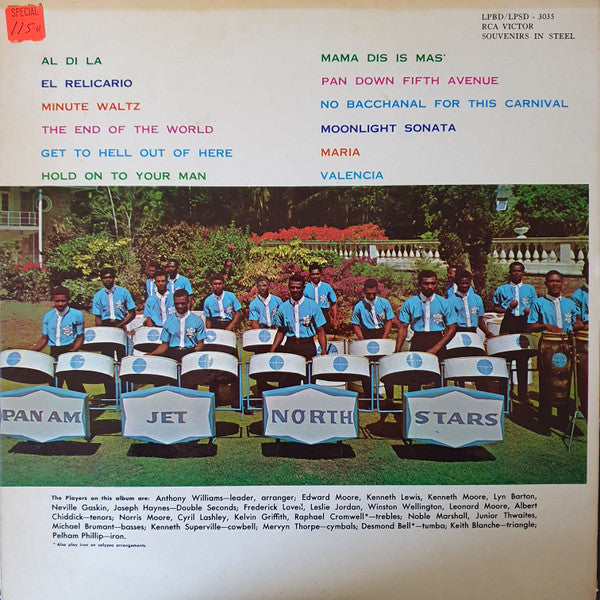 SPECIAL
1150
LPBD/LPSD - 3035
RCA VICTOR
SOUVENIRS IN STEEL
AL DI LA
EL RELICARIO
MINUTE WALTZ
THE END OF THE WORLD
GET TO HELL OUT OF HERE
HOLD ON TO YOUR MAN
MAMA DIS IS MAS'
PAN DOWN FIFTH AVENUE
NO BACCHANAL FOR THIS CARNIVAL
MOONLIGHT SONATA
MARIA
VALENCIA
PAN AM JET NORTH STARS
The Players on this album are: Anthony Williams—leader, arranger; Edward Moore, Kenneth Lewis, Kenneth Moore, Lyn Barton,
Neville Gaskin, Joseph Haynes—Double Seconds; Frederick Lovel, Leslie Jordan, Winston Wellington, Leonard Moore, Albert
Chiddick—tenors; Norris Moore, Cyril Lashley, Kelvin Griffith, Raphael Cromwell*—trebles; Noble Marshall, Junior Thwaites,
Michael Brumant—basses; Kenneth Superville—cowbell; Mervyn Thorpe—cymbals; Desmond Bell*—tumba; Keith Blanche—triangle;
Pelham Phillip—iron.
* Also play iron on calypso arrangements.